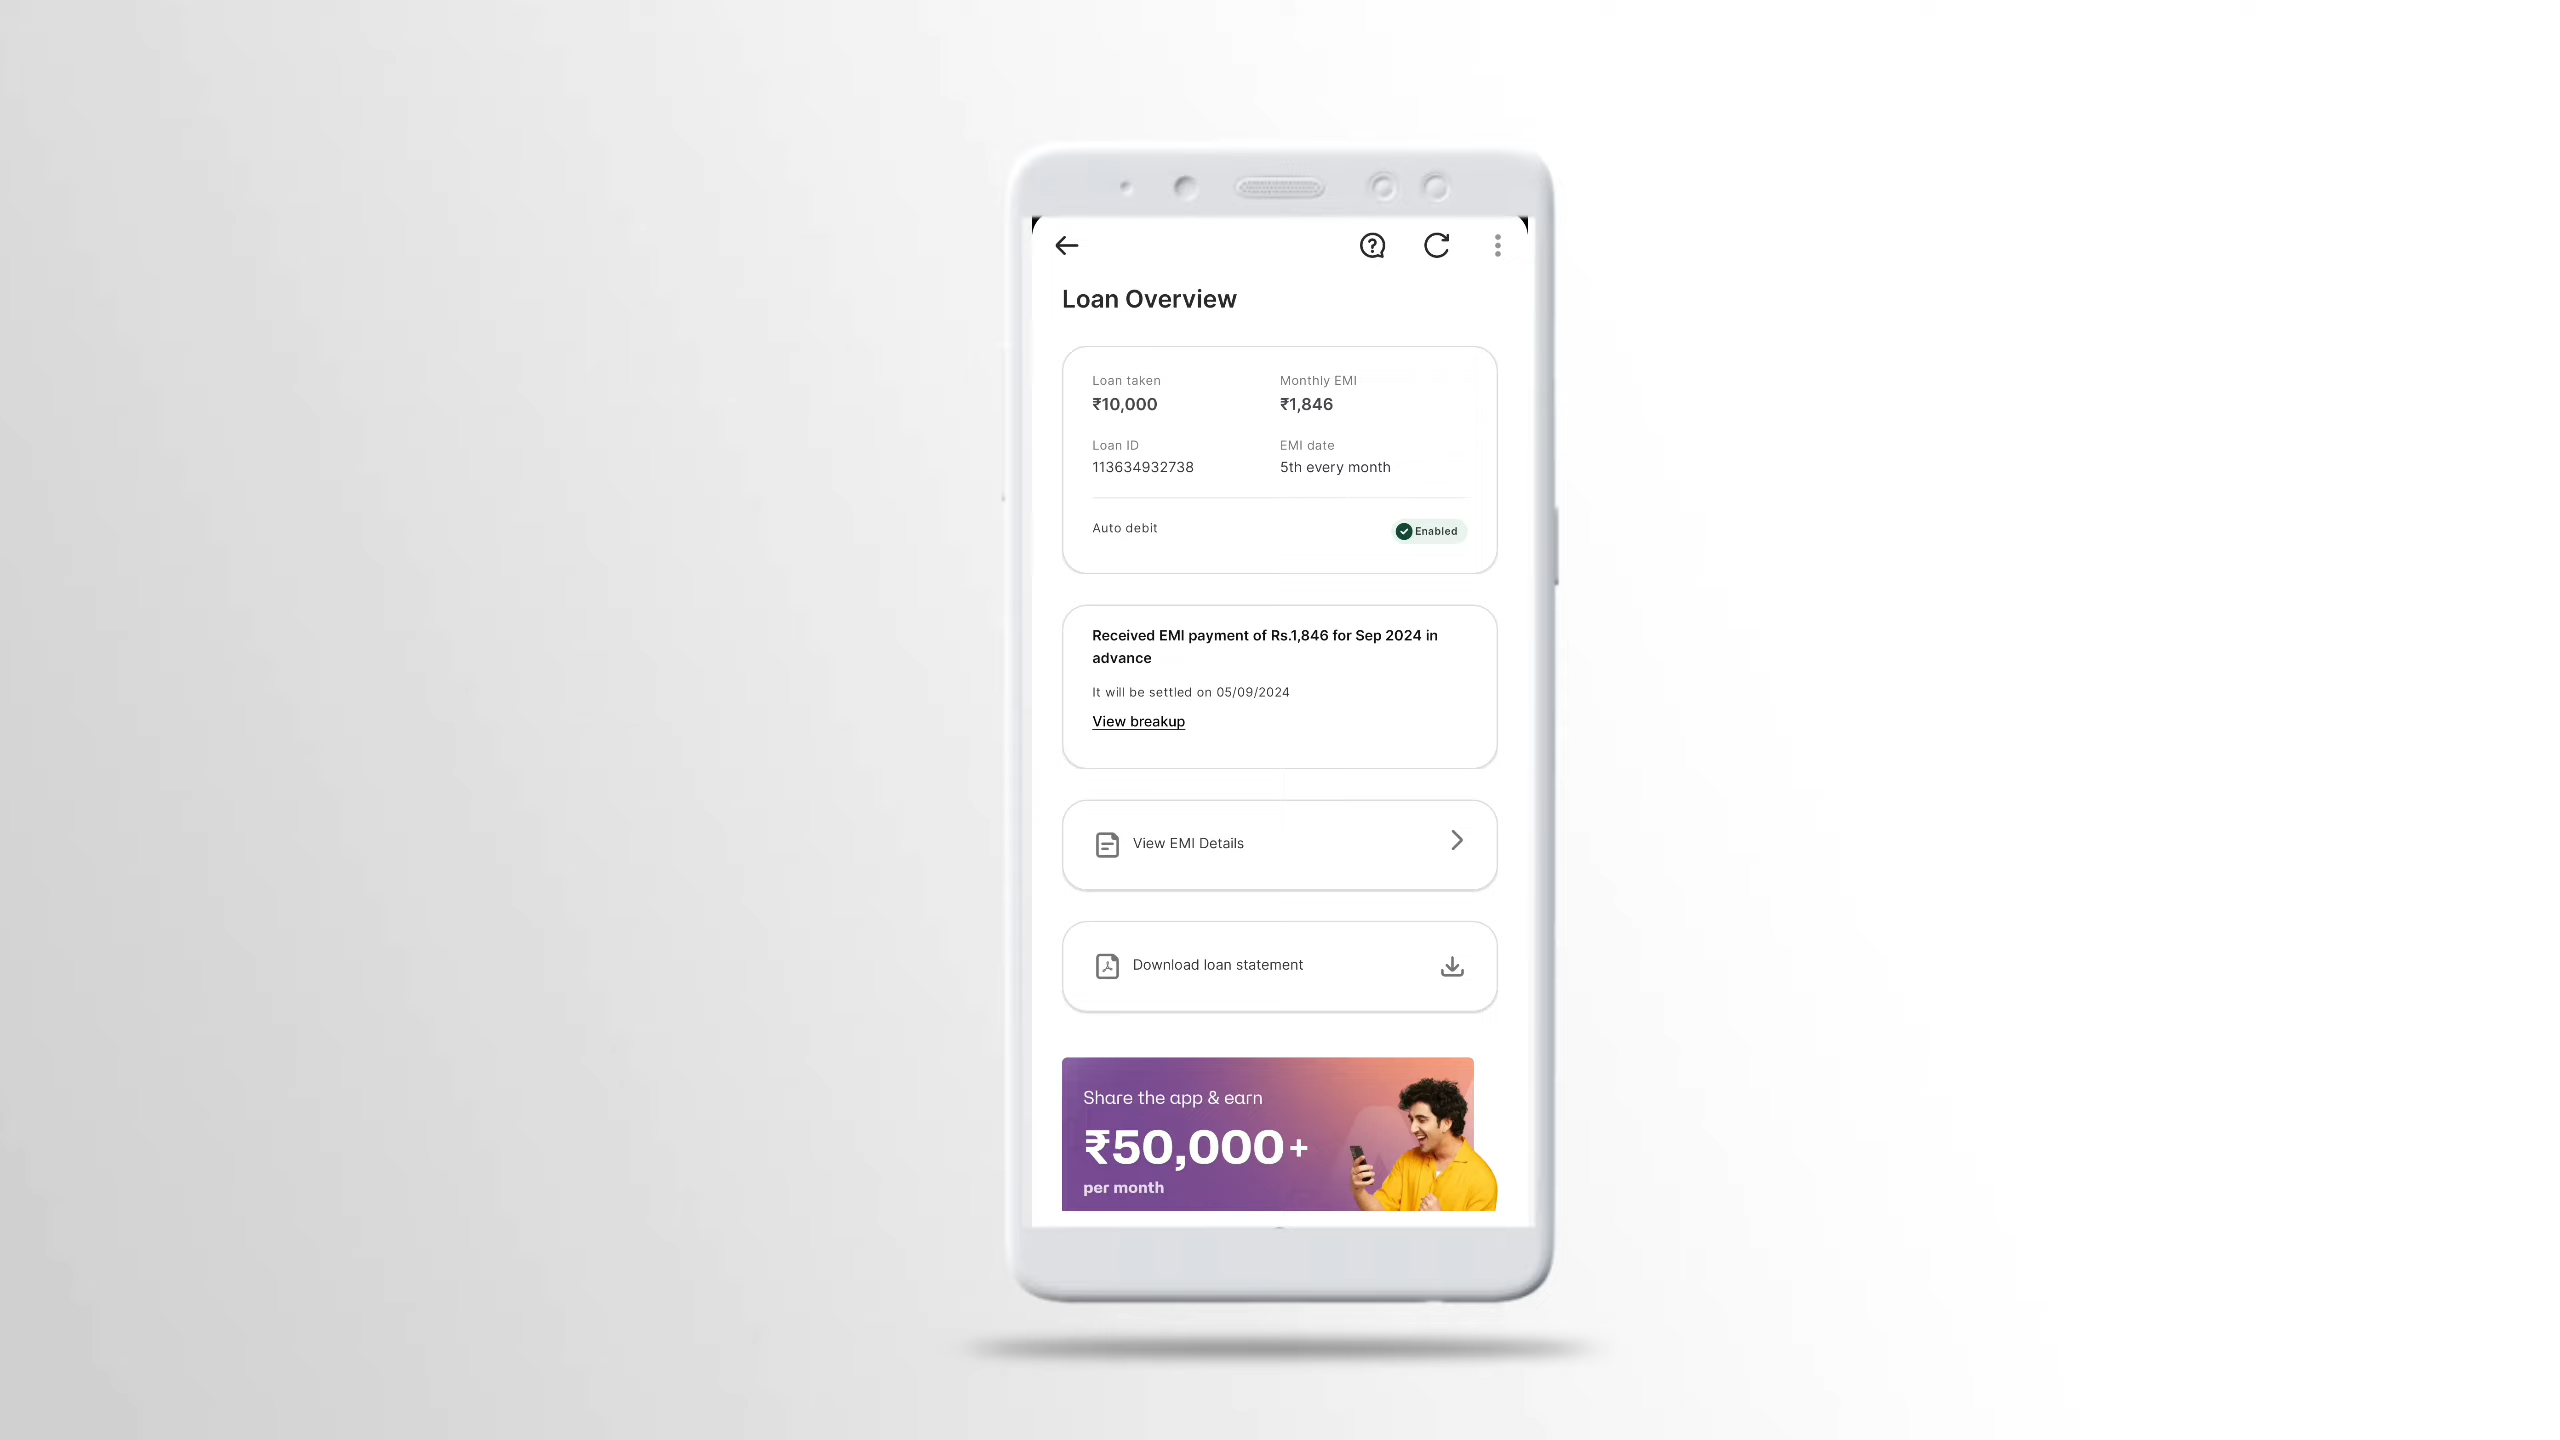 Loan Overview
Loan taken
₹10,000
Monthly EMI
₹1,846
Loan ID
113634932738
EMI date
5th every month
Auto debit
Enabled
Received EMI payment of Rs.1,846 for Sep 2024 in
advance
It will be settled on 05/09/2024
View breakup
View EMI Details
Download loan statement
Share the app & earn
₹50,000+
per month